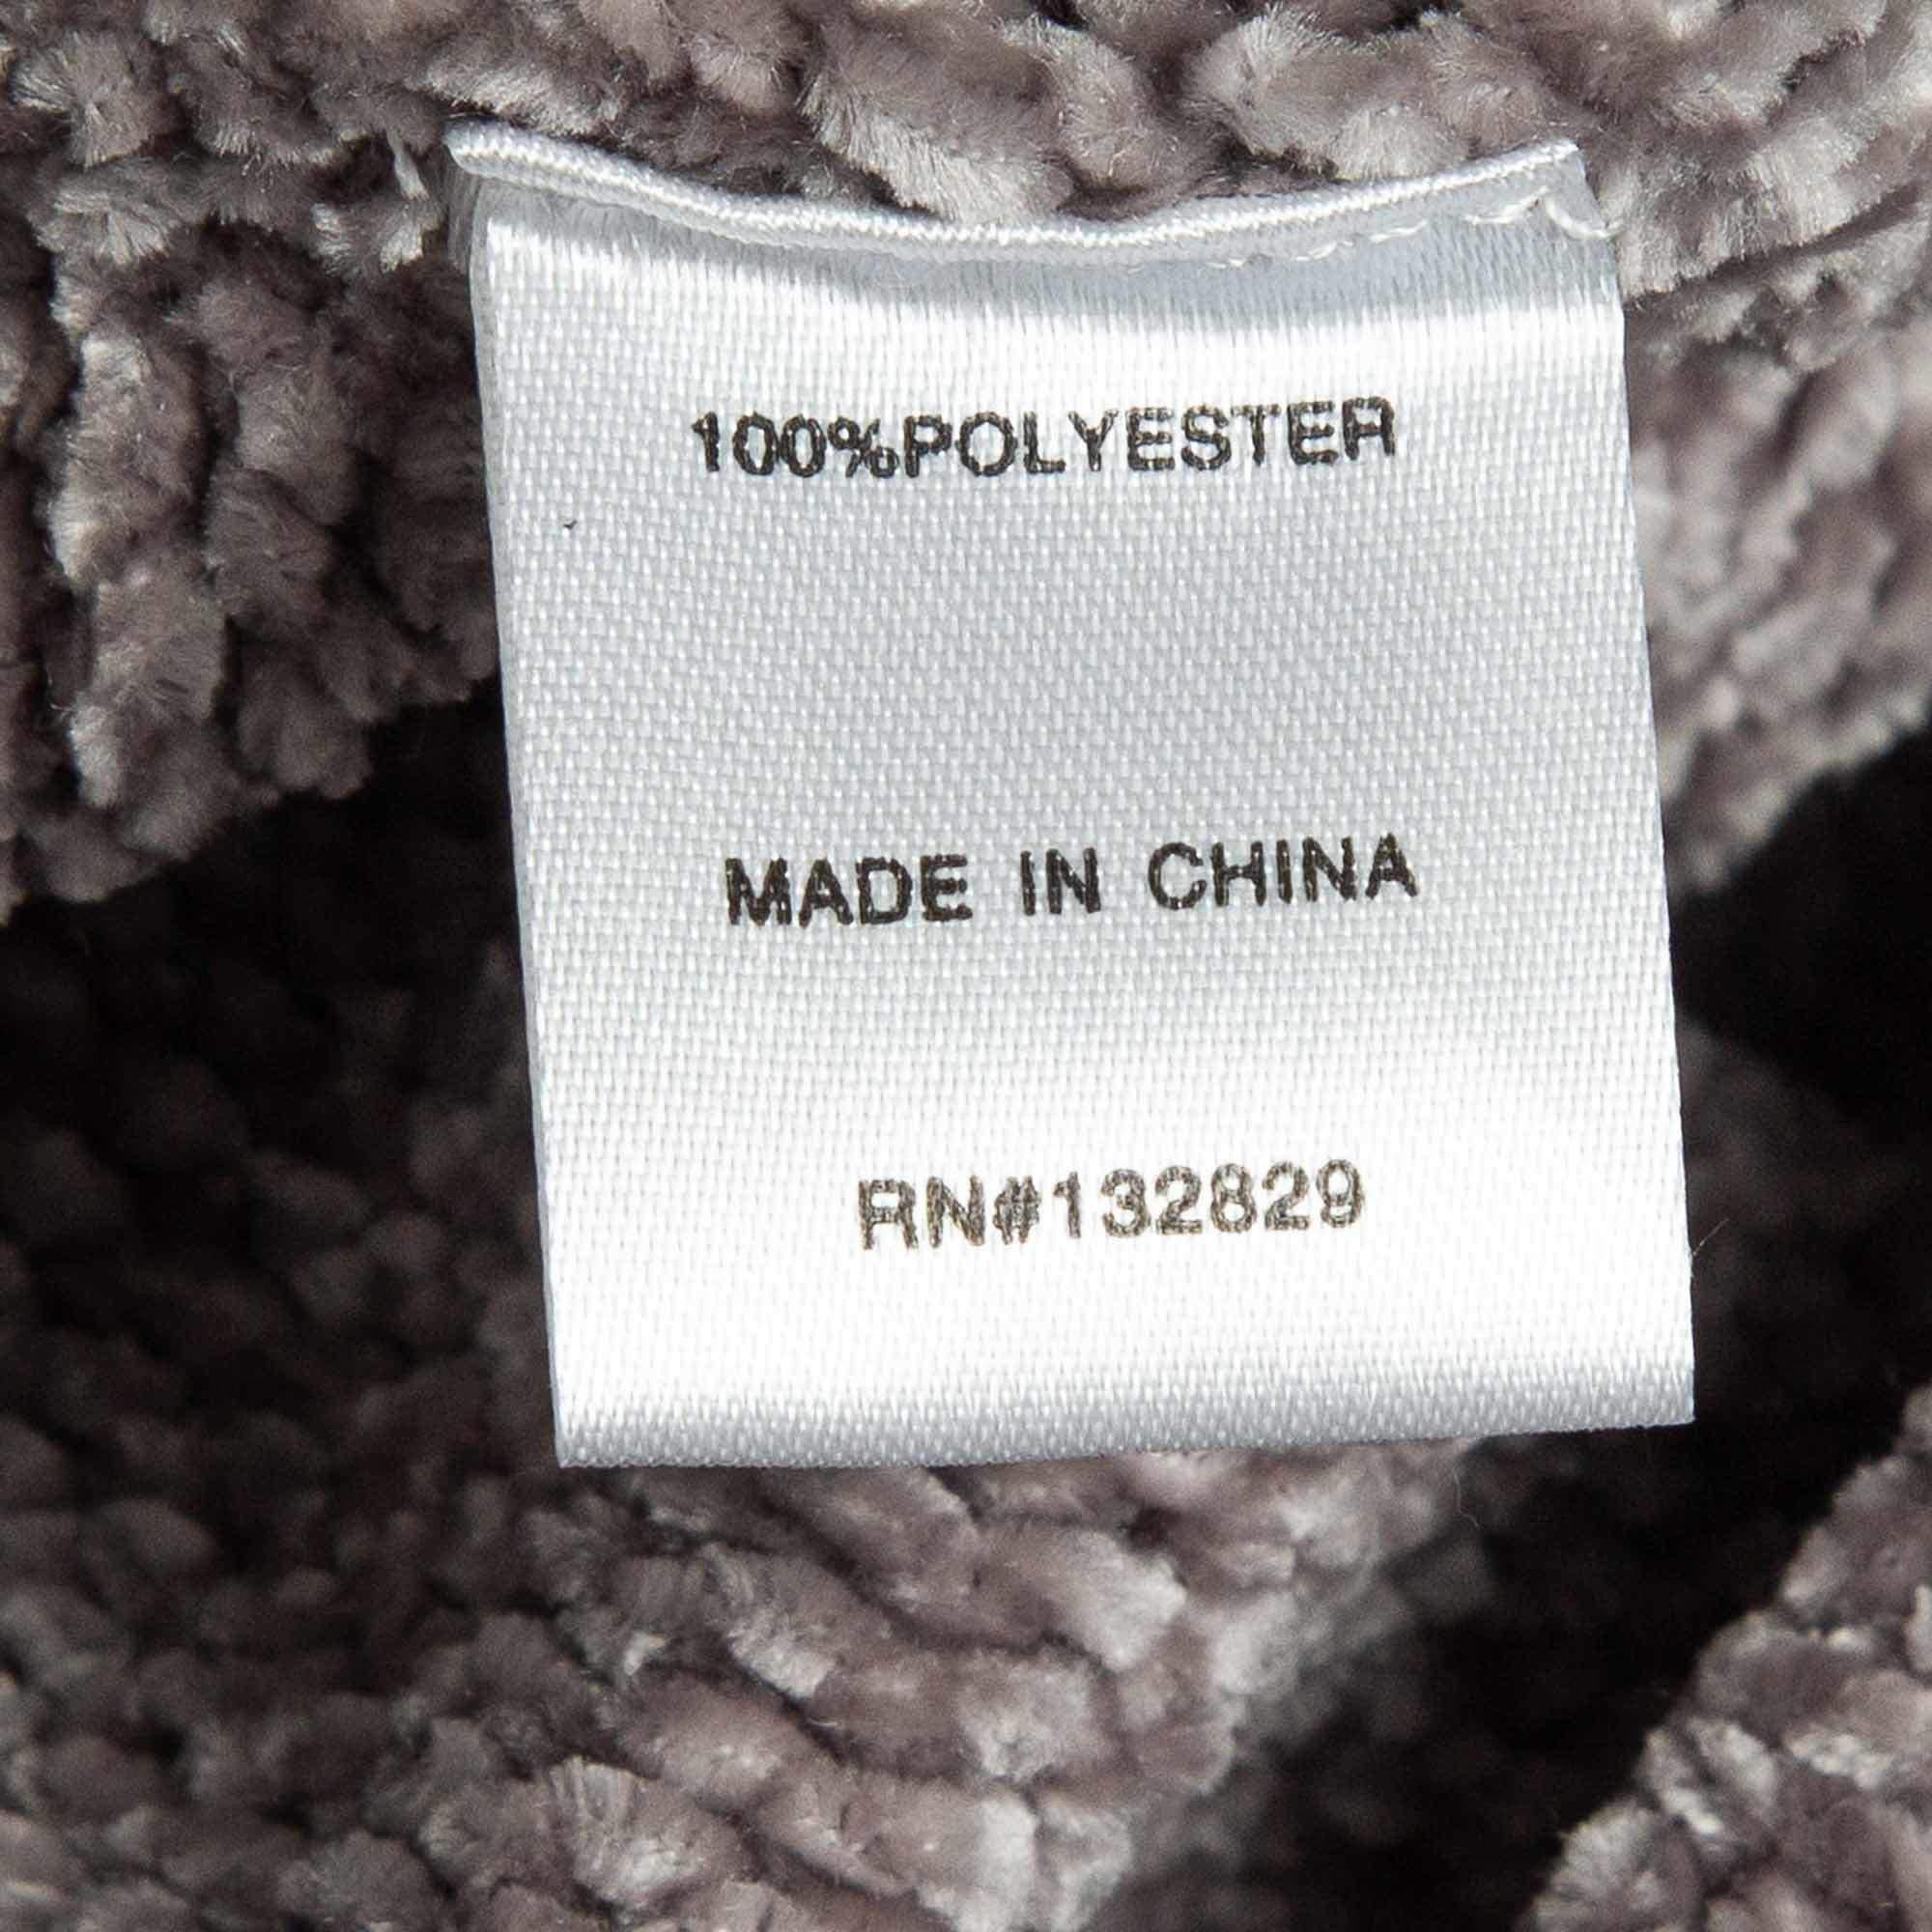 100%POLYESTER
MADE IN CHINA
RN#132829